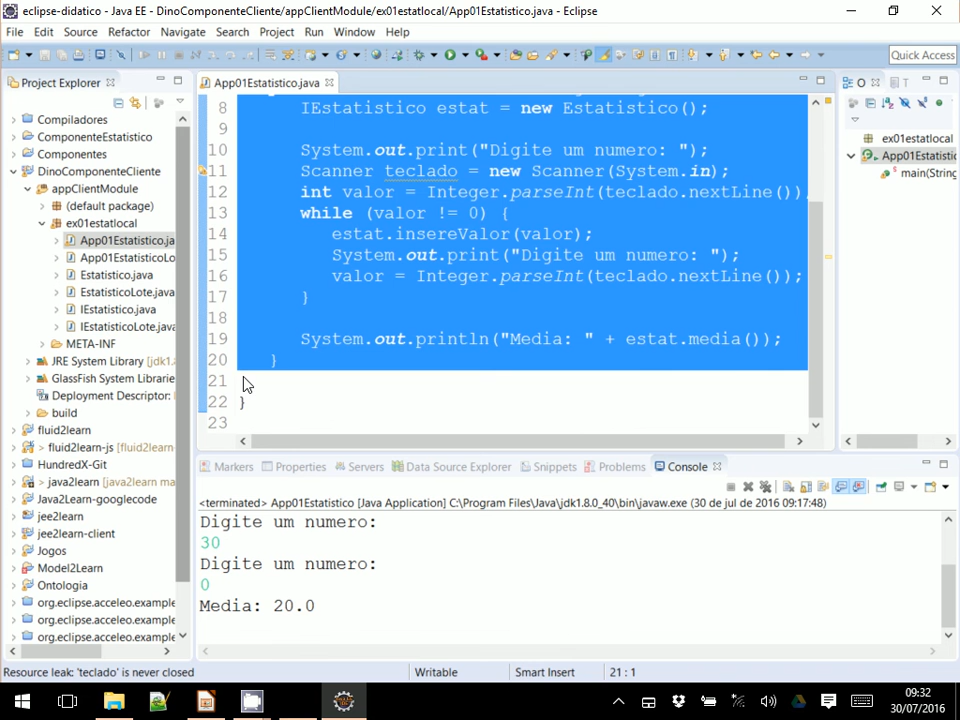 eclipse-didatico - Java EE - DinoComponenteCliente/appClientModule/ex01estatlocal/App01Estatistico.java - Eclipse
File Edit Source Refactor Navigate Search Project Run Window Help
Quick Access
Project Explorer
App01Estatistico.java
O
T
Compiladores
ComponenteEstatistico
Componentes
DinoComponenteCliente
appClientModule
(default package)
ex01estatlocal
App01Estatistico.ja
App01EstatisticoLo
Estatistico.java
EstatisticoLote.java
IEstatistico.java
IEstatisticoLote.java
META-INF
JRE System Library [jdk1.
GlassFish System Libraries
Deployment Descriptor:
build
fluid2learn
> fluid2learn-js [fluid2lear
HundredX-Git
> java2learn [java2learn ma
Java2Learn-googlecode
jee2learn
jee2learn-client
Jogos
Model2Learn
Ontologia
org.eclipse.acceleo.example
org.eclipse.acceleo.example
org.eclipse.acceleo.example
8 IEstatistico estat = new Estatistico();
9
10 System.out.print("Digite um numero: ");
11 Scanner teclado = new Scanner(System.in);
12 int valor = Integer.parseInt(teclado.nextLine())
13 while (valor != 0) {
14 estat.insereValor(valor);
15 System.out.print("Digite um numero: ");
16 valor = Integer.parseInt(teclado.nextLine());
17 }
18
19 System.out.println("Media: " + estat.media());
20 }
21
22 }
23
ex01estatlocal
App01Estatistic
main(String
Markers Properties Servers Data Source Explorer Snippets Problems Console
<terminated> App01Estatistico [Java Application] C:\Program Files\Java\jdk1.8.0_40\bin\javaw.exe (30 de jul de 2016 09:17:48)
Digite um numero:
30
Digite um numero:
0
Media: 20.0
Resource leak: 'teclado' is never closed
Writable
Smart Insert
21 : 1
09:32
30/07/2016